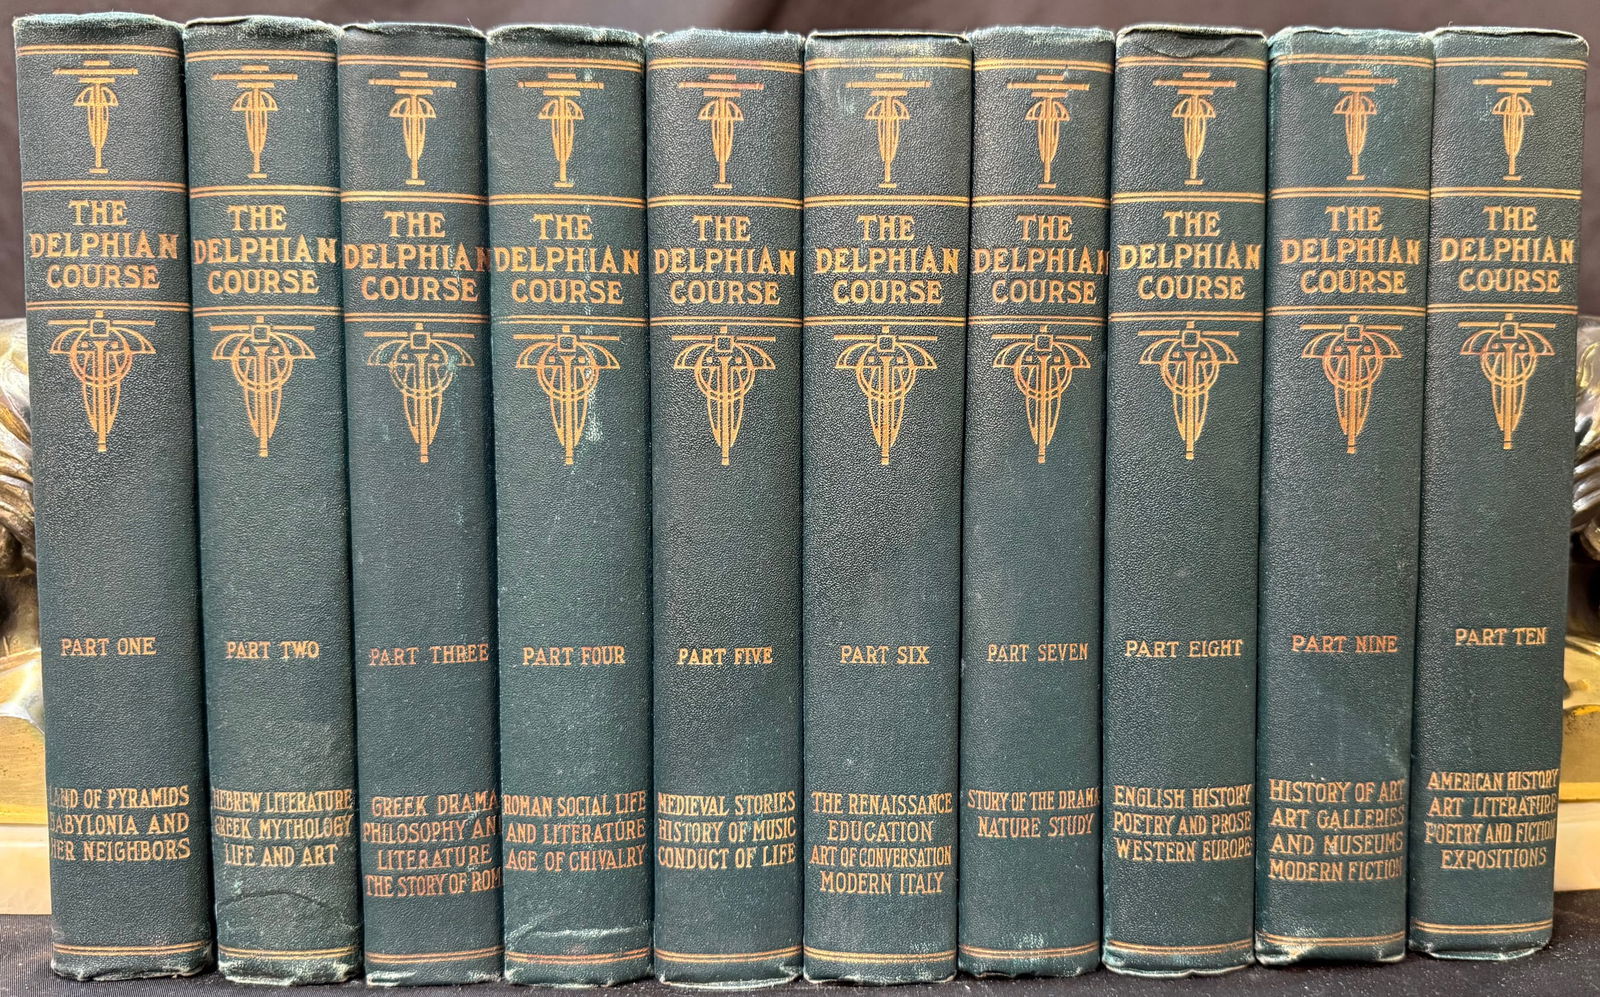 THE
DELPHIAN
COURSE
PART ONE
LAND OF PYRAMIDS
BABYLONIA AND
HER NEIGHBORS
THE
DELPHIAN
COURSE
PART TWO
HEBREW LITERATURE
GREEK MYTHOLOGY
LIFE AND ART
THE
DELPHIAN
COURSE
PART THREE
GREEK DRAMA
PHILOSOPHY AND
LITERATURE
THE STORY OF ROME
THE
DELPHIAN
COURSE
PART FOUR
ROMAN SOCIAL LIFE
AND LITERATURE
AGE OF CHIVALRY
THE
DELPHIAN
COURSE
PART FIVE
MEDIEVAL STORIES
HISTORY OF MUSIC
CONDUCT OF LIFE
THE
DELPHIAN
COURSE
PART SIX
THE RENAISSANCE
EDUCATION
ART OF CONVERSATION
MODERN ITALY
THE
DELPHIAN
COURSE
PART SEVEN
STORY OF THE DRAMA
NATURE STUDY
THE
DELPHIAN
COURSE
PART EIGHT
ENGLISH HISTORY
POETRY AND PROSE
WESTERN EUROPE
THE
DELPHIAN
COURSE
PART NINE
HISTORY OF ART
ART GALLERIES
AND MUSEUMS
MODERN FICTION
THE
DELPHIAN
COURSE
PART TEN
AMERICAN HISTORY
ART LITERATURE
POETRY AND FICTION
EXPOSITIONS